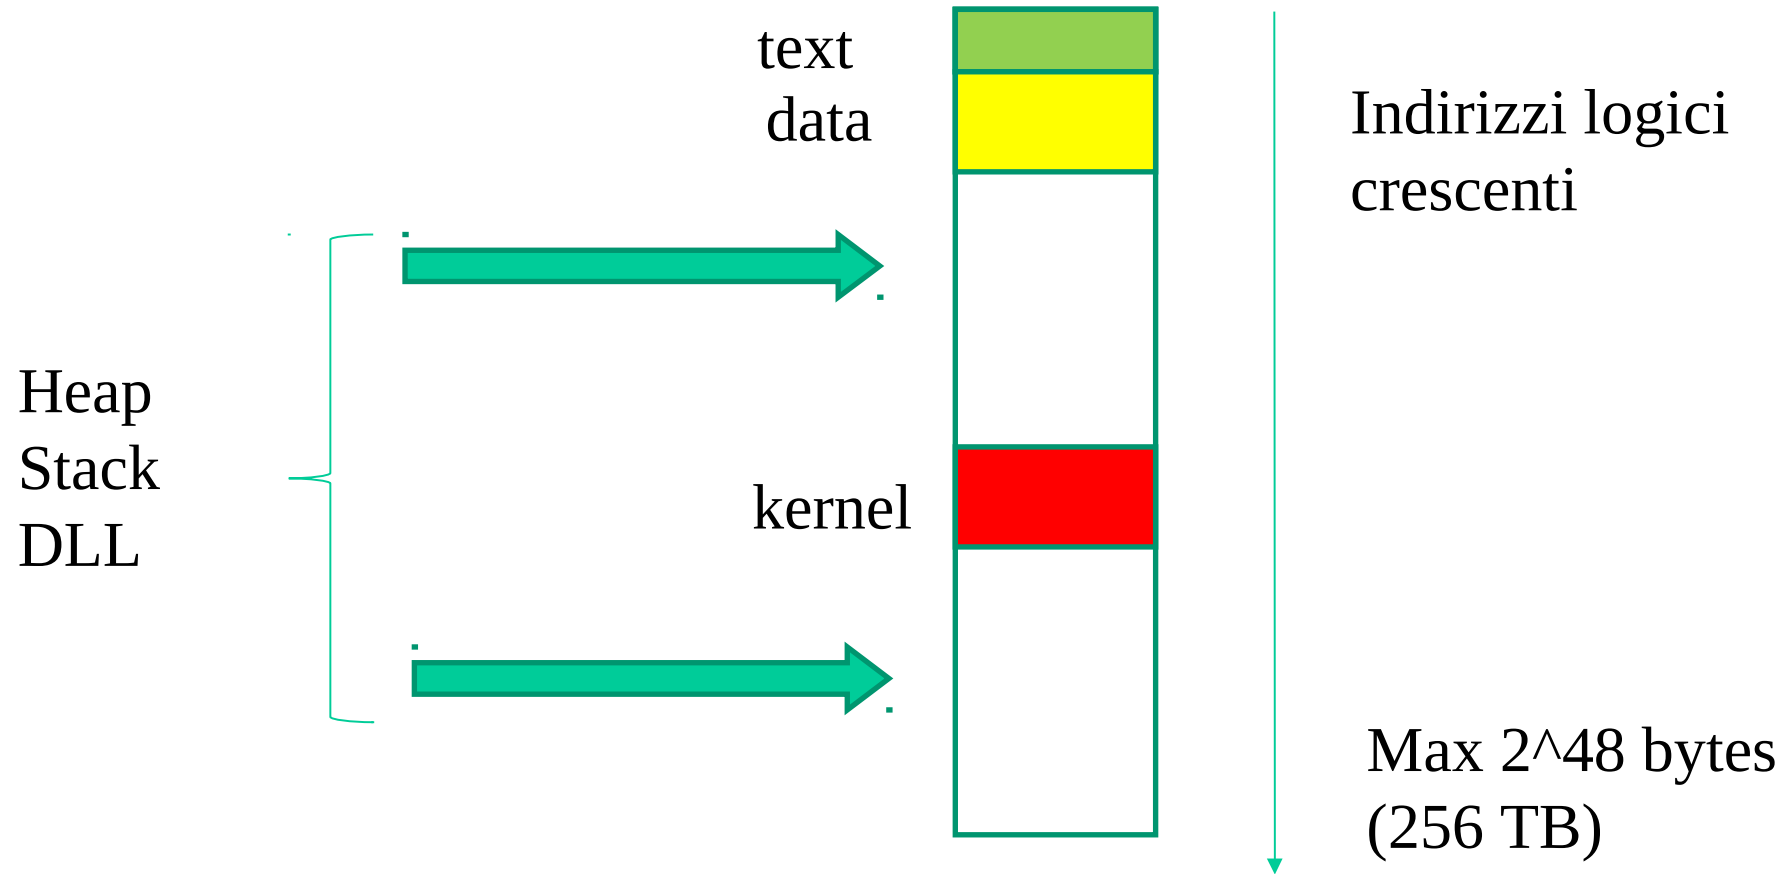 text
data
Indirizzi logici
crescenti
Heap
Stack
DLL
kernel
Max 2^48 bytes
(256 TB)